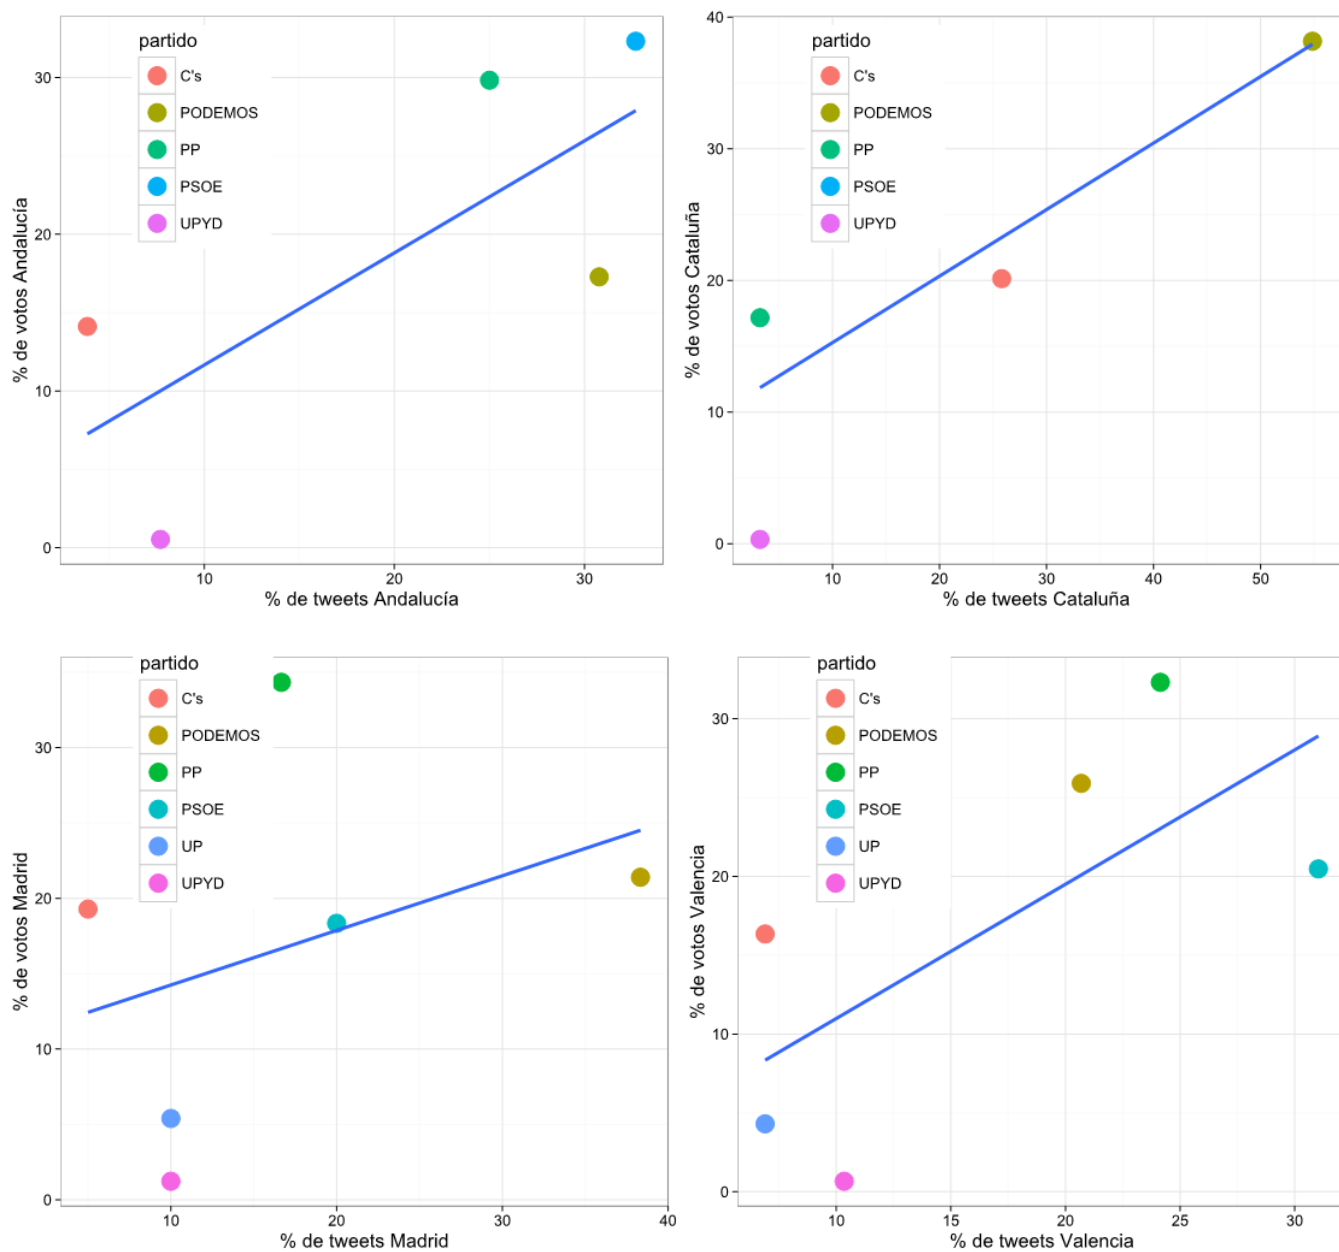 partido
C's
PODEMOS
PP
PSOE
UPYD
30
20
10
0
% de votos Andalucía
10
20
30
% de tweets Andalucía
partido
C's
PODEMOS
PP
PSOE
UPYD
40
30
20
10
0
% de votos Cataluña
10
20
30
40
50
% de tweets Cataluña
partido
C's
PODEMOS
PP
PSOE
UP
UPYD
30
20
10
0
% de votos Madrid
10
20
30
40
% de tweets Madrid
partido
C's
PODEMOS
PP
PSOE
UP
UPYD
30
20
10
0
% de votos Valencia
10
15
20
25
30
% de tweets Valencia